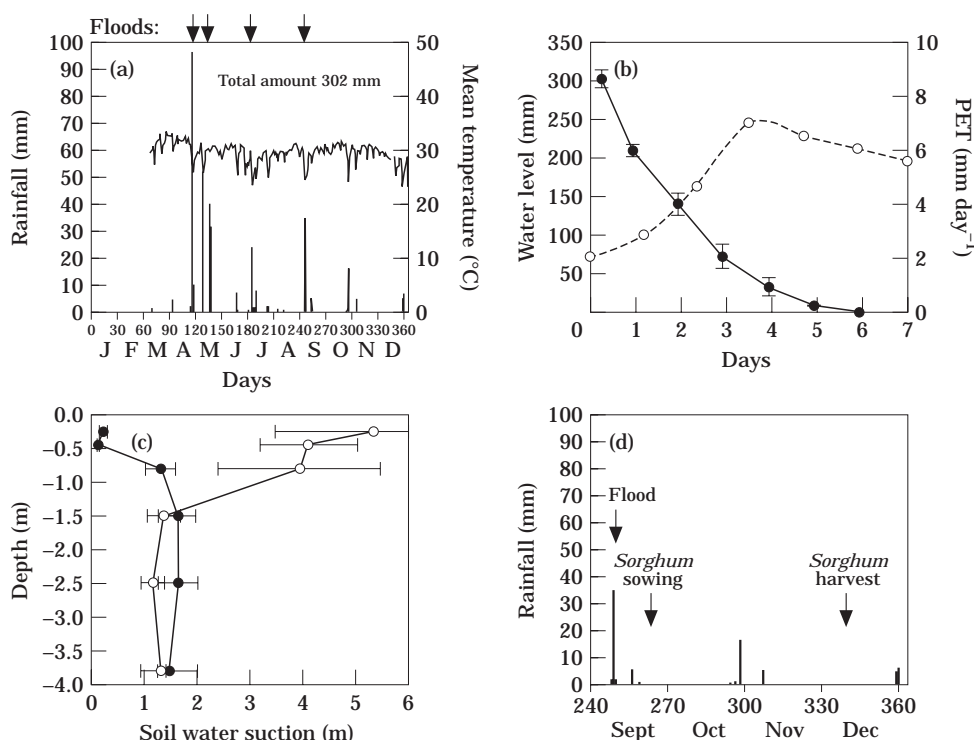 Floods:
100
90
80
70
60
50
40
30
20
10
0
Rainfall (mm)
(a)
Total amount 302 mm
50
40
30
20
10
0
Mean temperature (°C)
0 30 60 90 120 150 180 210 240 270 300 330 360
J F M A M J J A S O N D
Days
350
300
250
200
150
100
50
Water level (mm)
(b)
10
8
6
4
2
0
PET (mm day⁻¹)
0 1 2 3 4 5 6 7
Days
0.0
−0.5
−1.0
−1.5
−2.0
−2.5
−3.0
−3.5
−4.0
Depth (m)
(c)
0 1 2 3 4 5 6
Soil water suction (m)
100
90
80
70
60
50
40
30
20
10
0
Rainfall (mm)
(d)
Flood
Sorghum
sowing
Sorghum
harvest
240 270 300 330 360
Sept Oct Nov Dec